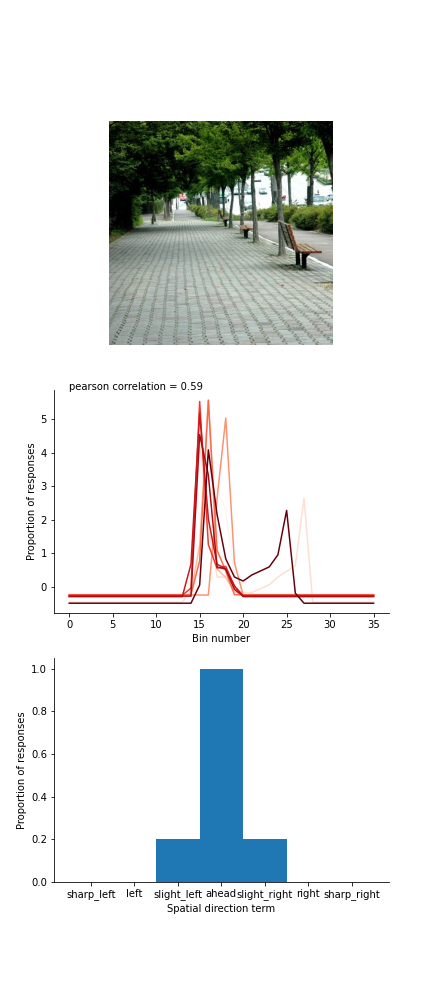 pearson correlation = 0.59
5
4
3
2
1
0
Proportion of responses
0 5 10 15 20 25 30 35
Bin number
1.0
0.8
0.6
0.4
0.2
0.0
Proportion of responses
sharp_left left slight_left ahead slight_right right sharp_right
Spatial direction term